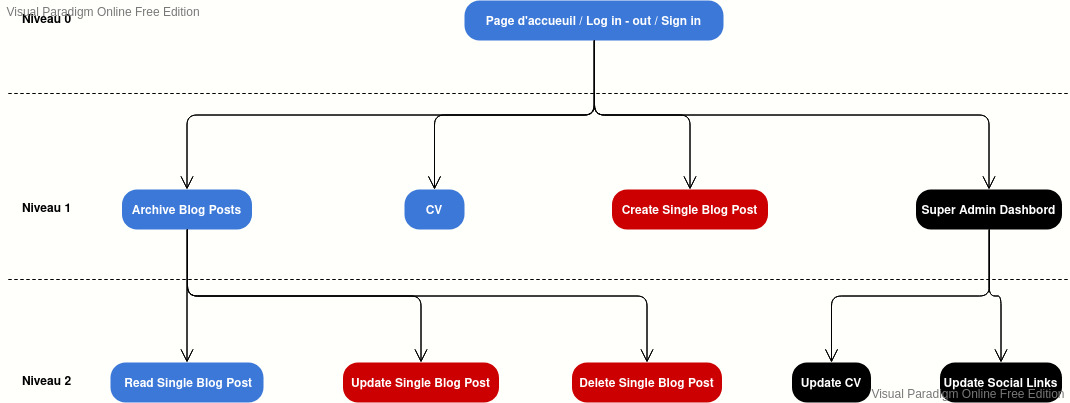 Visual Paradigm Online Free Edition
Niveau 0
Page d'accueuil / Log in - out / Sign in
Niveau 1
Archive Blog Posts
CV
Create Single Blog Post
Super Admin Dashbord
Niveau 2
Read Single Blog Post
Update Single Blog Post
Delete Single Blog Post
Update CV
Update Social Links
Visual Paradigm Online Free Edition